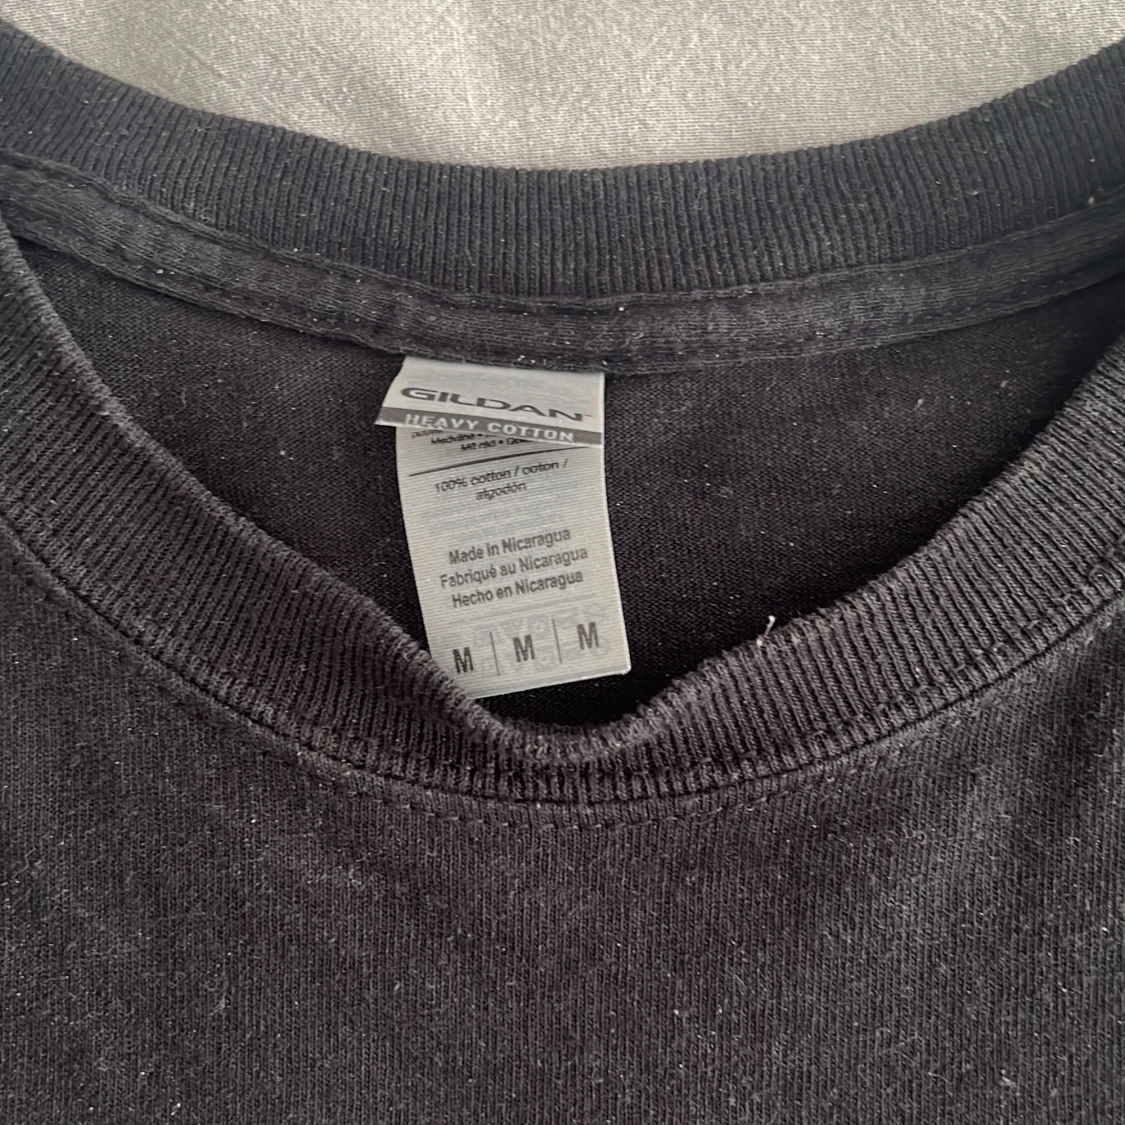 GILDAN
HEAVY COTTON
100% cotton / coton /
algodón
Made in Nicaragua
Fabriqué au Nicaragua
Hecho en Nicaragua
M | M | M